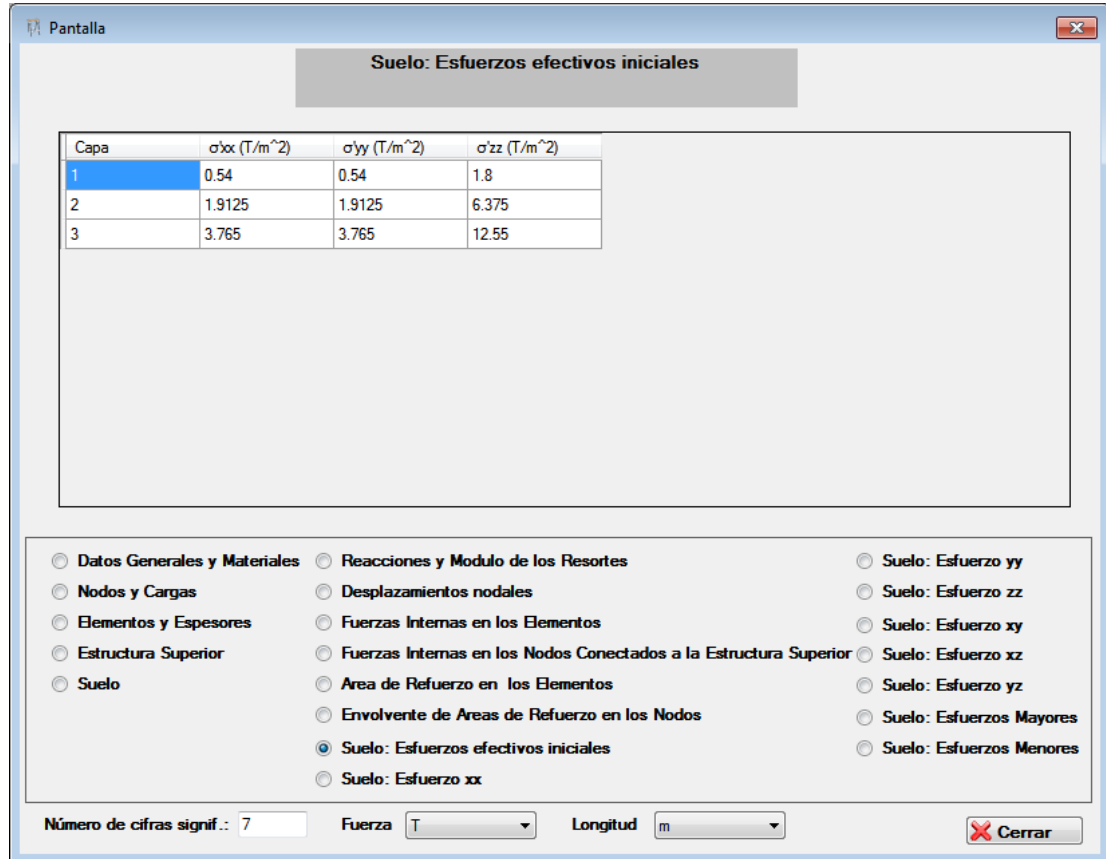 Pantalla
Suelo: Esfuerzos efectivos iniciales
Capa σ'xx (T/m^2) σ'yy (T/m^2) σ'zz (T/m^2)
1 0.54 0.54 1.8
2 1.9125 1.9125 6.375
3 3.765 3.765 12.55
Datos Generales y Materiales Reacciones y Modulo de los Resortes Suelo: Esfuerzo yy
Nodos y Cargas Desplazamientos nodales Suelo: Esfuerzo zz
Elementos y Espesores Fuerzas Internas en los Elementos Suelo: Esfuerzo xy
Estructura Superior Fuerzas Internas en los Nodos Conectados a la Estructura Superior Suelo: Esfuerzo xz
Suelo Area de Refuerzo en los Elementos Suelo: Esfuerzo yz
Envolvente de Areas de Refuerzo en los Nodos Suelo: Esfuerzos Mayores
Suelo: Esfuerzos efectivos iniciales Suelo: Esfuerzos Menores
Suelo: Esfuerzo xx
Número de cifras signif.: 7 Fuerza T Longitud m Cerrar